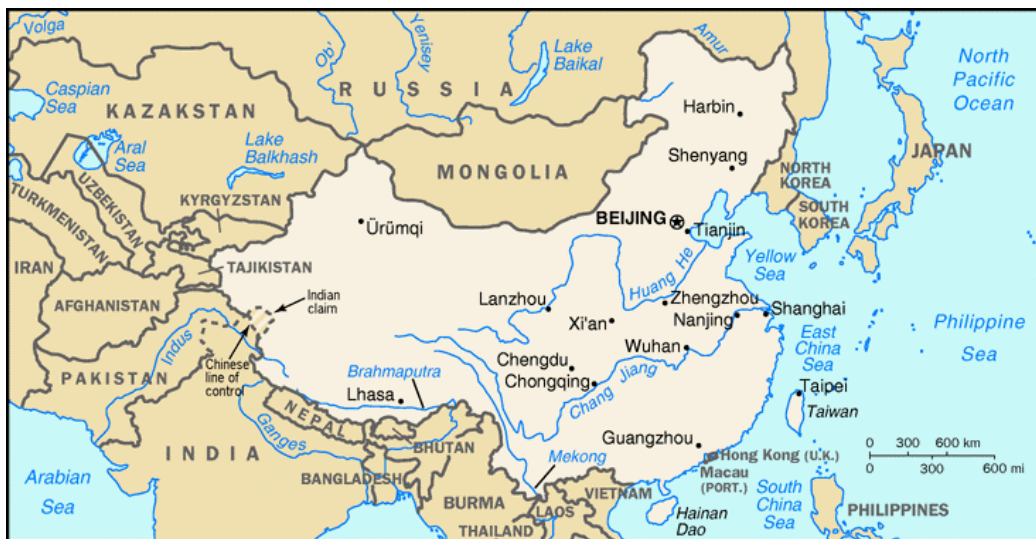 Volga
Ob'
Yenisey
Lake
Baikal
Amur
North
Pacific
Ocean
Caspian
Sea
KAZAKSTAN
RUSSIA
Harbin
Aral
Sea
Lake
Balkhash
MONGOLIA
Shenyang
JAPAN
UZBEKISTAN
TURKMENISTAN
KYRGYZSTAN
NORTH
KOREA
SOUTH
KOREA
Ürümqi
BEIJING
Tianjin
IRAN
TAJIKISTAN
Yellow
Sea
AFGHANISTAN
Indian
claim
Huang He
Lanzhou
Zhengzhou
Shanghai
Xi'an
Nanjing
East
China
Sea
Philippine
Sea
Indus
Chinese
line of
control
Wuhan
Chengdu
Chongqing
Chang Jiang
PAKISTAN
Brahmaputra
Lhasa
Taipei
Taiwan
NEPAL
Ganges
BHUTAN
Guangzhou
0 300 600 km
0 300 600 mi
INDIA
Mekong
Hong Kong (U.K.)
Macau
(PORT.)
Arabian
Sea
BANGLADESH
BURMA
VIETNAM
LAOS
THAILAND
Hainan
Dao
South
China
Sea
PHILIPPINES